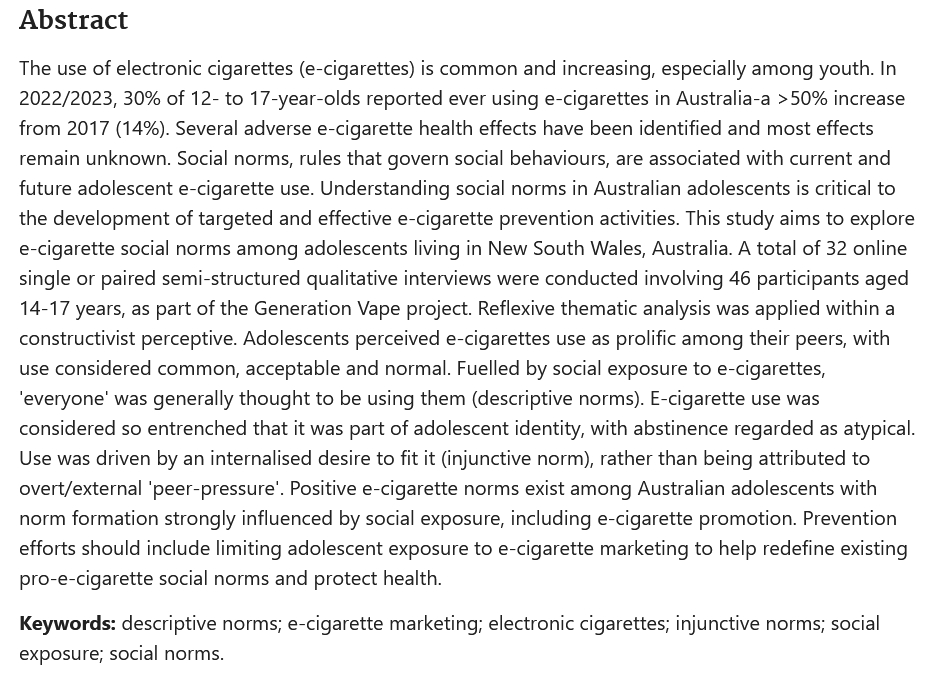 Abstract
The use of electronic cigarettes (e-cigarettes) is common and increasing, especially among youth. In
2022/2023, 30% of 12- to 17-year-olds reported ever using e-cigarettes in Australia-a >50% increase
from 2017 (14%). Several adverse e-cigarette health effects have been identified and most effects
remain unknown. Social norms, rules that govern social behaviours, are associated with current and
future adolescent e-cigarette use. Understanding social norms in Australian adolescents is critical to
the development of targeted and effective e-cigarette prevention activities. This study aims to explore
e-cigarette social norms among adolescents living in New South Wales, Australia. A total of 32 online
single or paired semi-structured qualitative interviews were conducted involving 46 participants aged
14-17 years, as part of the Generation Vape project. Reflexive thematic analysis was applied within a
constructivist perceptive. Adolescents perceived e-cigarettes use as prolific among their peers, with
use considered common, acceptable and normal. Fuelled by social exposure to e-cigarettes,
'everyone' was generally thought to be using them (descriptive norms). E-cigarette use was
considered so entrenched that it was part of adolescent identity, with abstinence regarded as atypical.
Use was driven by an internalised desire to fit it (injunctive norm), rather than being attributed to
overt/external 'peer-pressure'. Positive e-cigarette norms exist among Australian adolescents with
norm formation strongly influenced by social exposure, including e-cigarette promotion. Prevention
efforts should include limiting adolescent exposure to e-cigarette marketing to help redefine existing
pro-e-cigarette social norms and protect health.
Keywords: descriptive norms; e-cigarette marketing; electronic cigarettes; injunctive norms; social
exposure; social norms.